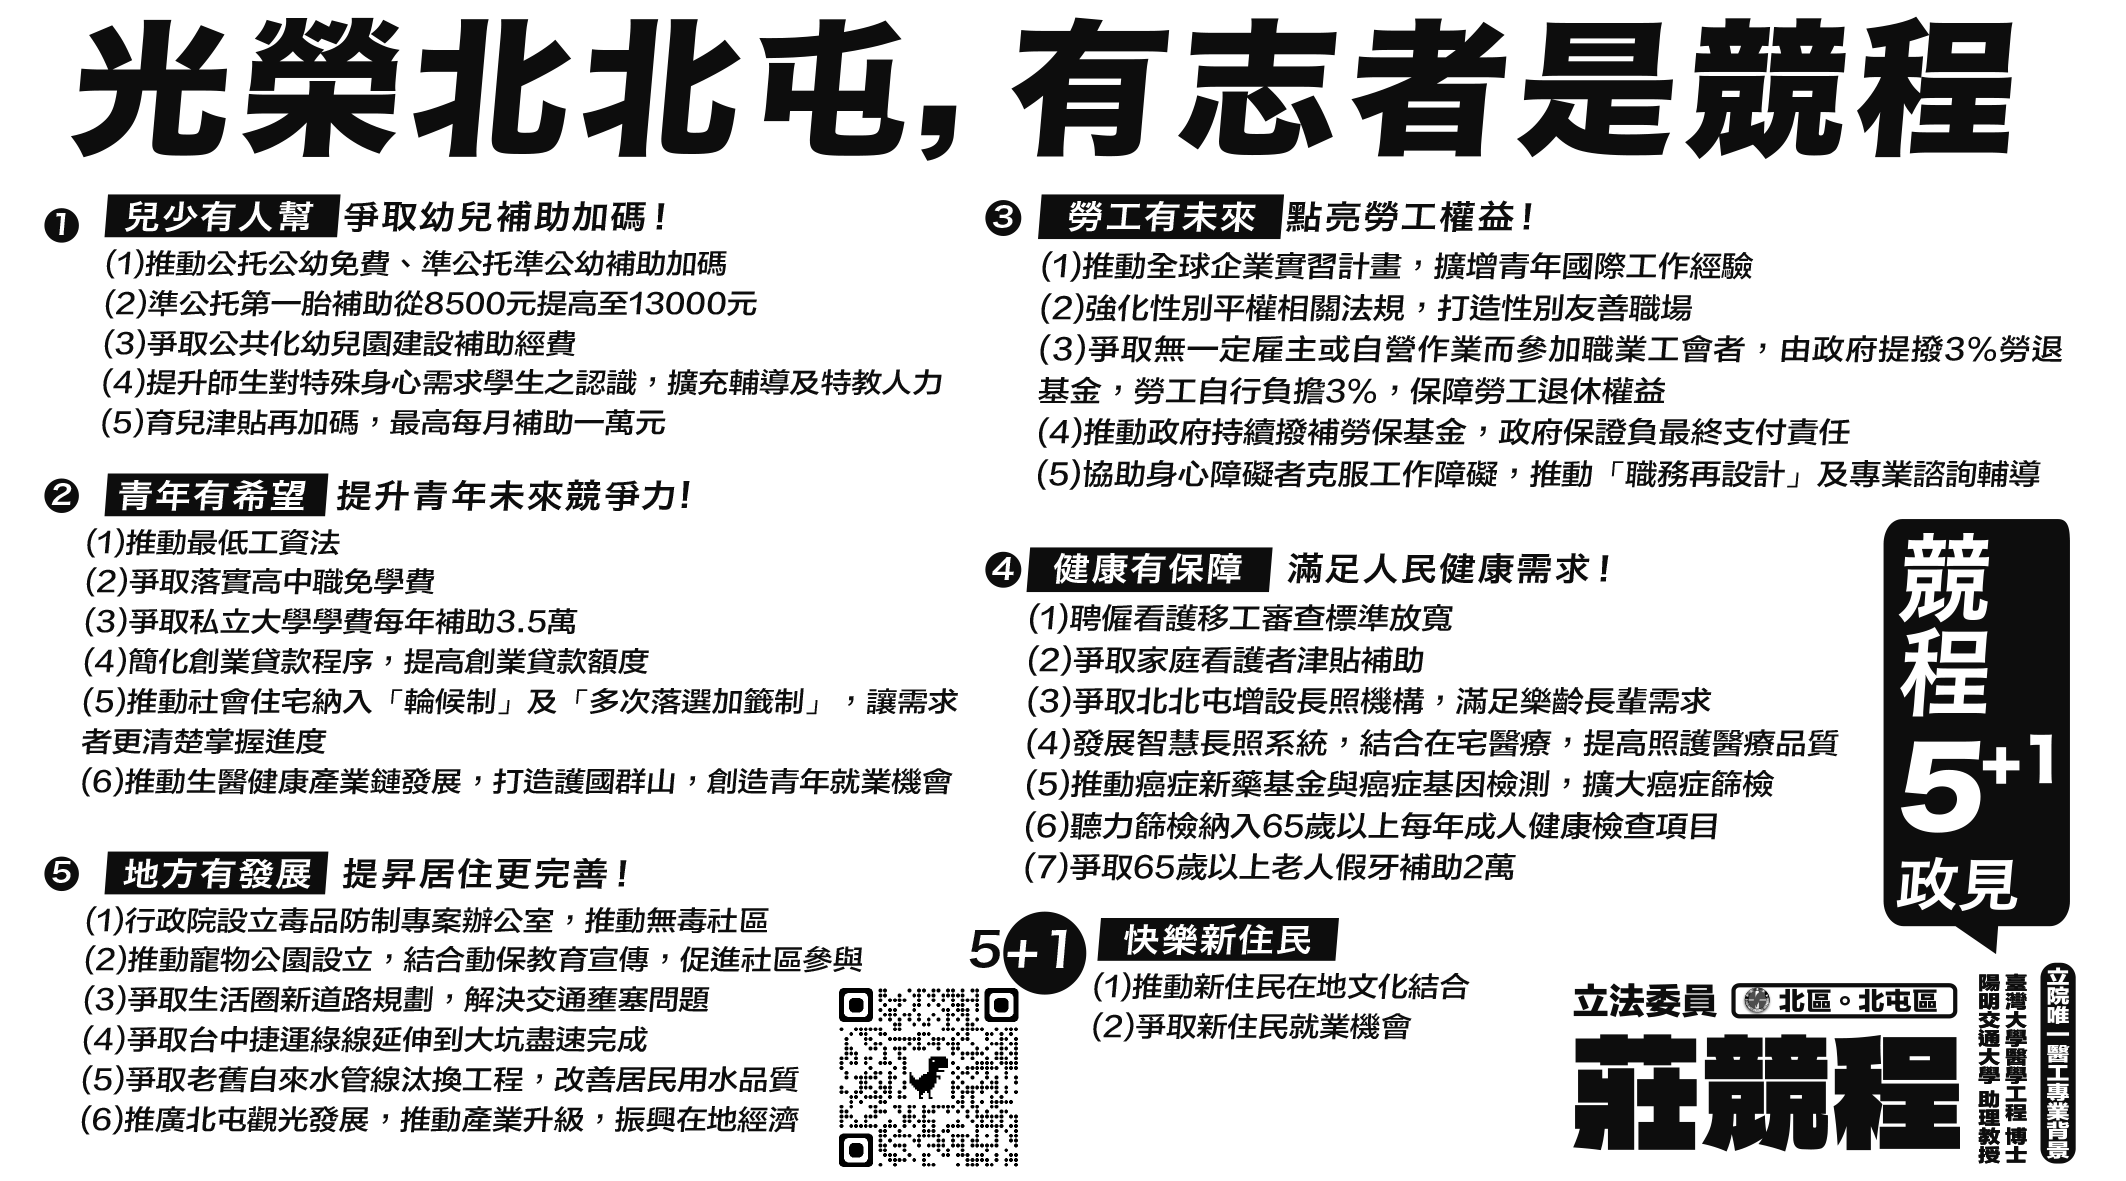 光榮北北屯，有志者是競程
❶ 兒少有人幫 爭取幼兒補助加碼！
(1)推動公托公幼免費、準公托準公幼補助加碼
(2)準公托第一胎補助從8500元提高至13000元
(3)爭取公共化幼兒園建設補助經費
(4)提升師生對特殊身心需求學生之認識，擴充輔導及特教人力
(5)育兒津貼再加碼，最高每月補助一萬元
❷ 青年有希望 提升青年未來競爭力！
(1)推動最低工資法
(2)爭取落實高中職免學費
(3)爭取私立大學學費每年補助3.5萬
(4)簡化創業貸款程序，提高創業貸款額度
(5)推動社會住宅納入「輪候制」及「多次落選加籤制」，讓需求
者更清楚掌握進度
(6)推動生醫健康產業鏈發展，打造護國群山，創造青年就業機會
❸ 勞工有未來 點亮勞工權益！
(1)推動全球企業實習計畫，擴增青年國際工作經驗
(2)強化性別平權相關法規，打造性別友善職場
(3)爭取無一定雇主或自營作業而參加職業工會者，由政府提撥3%勞退
基金，勞工自行負擔3%，保障勞工退休權益
(4)推動政府持續撥補勞保基金，政府保證負最終支付責任
(5)協助身心障礙者克服工作障礙，推動「職務再設計」及專業諮詢輔導
❹ 健康有保障 滿足人民健康需求！
(1)聘僱看護移工審查標準放寬
(2)爭取家庭看護者津貼補助
(3)爭取北北屯增設長照機構，滿足樂齡長輩需求
(4)發展智慧長照系統，結合在宅醫療，提高照護醫療品質
(5)推動癌症新藥基金與癌症基因檢測，擴大癌症篩檢
(6)聽力篩檢納入65歲以上每年成人健康檢查項目
(7)爭取65歲以上老人假牙補助2萬
❺ 地方有發展 提昇居住更完善！
(1)行政院設立毒品防制專案辦公室，推動無毒社區
(2)推動寵物公園設立，結合動保教育宣傳，促進社區參與
(3)爭取生活圈新道路規劃，解決交通壅塞問題
(4)爭取台中捷運綠線延伸到大坑盡速完成
(5)爭取老舊自來水管線汰換工程，改善居民用水品質
(6)推廣北屯觀光發展，推動產業升級，振興在地經濟
5+1 快樂新住民
(1)推動新住民在地文化結合
(2)爭取新住民就業機會
競程
5+1
政見
立法委員 北區。北屯區
莊競程
臺灣大學醫學工程 博士
陽明交通大學 助理教授
立院唯一醫工專業背景